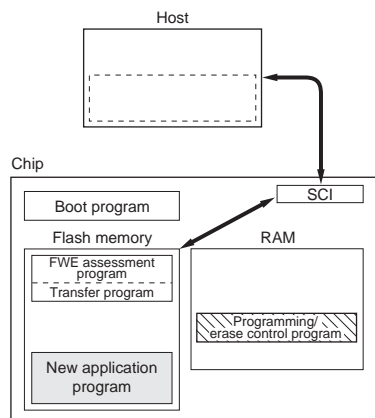 Host
Chip
SCI
Boot program
Flash memory
RAM
FWE assessment
program
Transfer program
Programming/
erase control program
New application
program